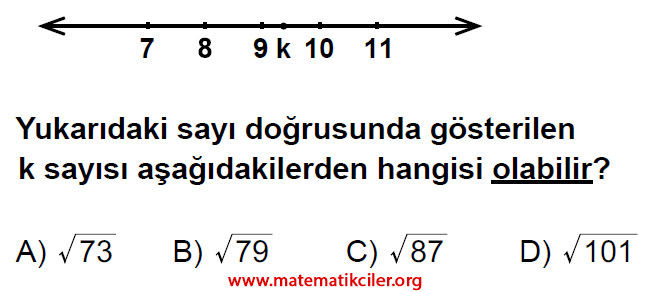 7 8 9 k 10 11
Yukarıdaki sayı doğrusunda gösterilen
k sayısı aşağıdakilerden hangisi olabilir?
A) √73 B) √79 C) √87 D) √101
www.matematikciler.org